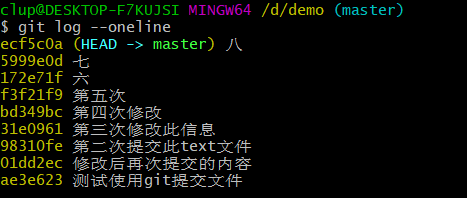 clup@DESKTOP-F7KUJSI MINGW64 /d/demo (master)
$ git log --oneline
ecf5c0a (HEAD -> master) 八
5999e0d 七
172e71f 六
f3f21f9 第五次
bd349bc 第四次修改
31e0961 第三次修改此信息
98310fe 第二次提交此text文件
01dd2ec 修改后再次提交的内容
ae3e623 测试使用git提交文件